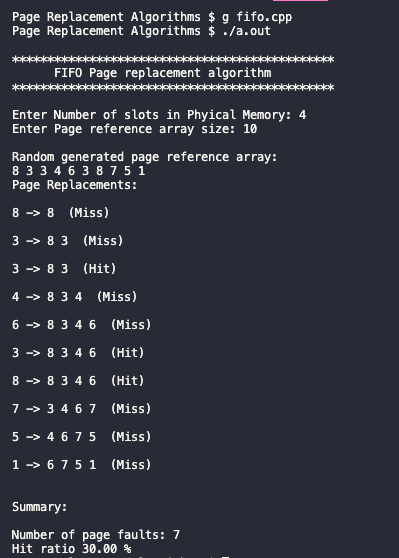 Page Replacement Algorithms $ g fifo.cpp
Page Replacement Algorithms $ ./a.out
**********************************************
FIFO Page replacement algorithm
**********************************************
Enter Number of slots in Phyical Memory: 4
Enter Page reference array size: 10
Random generated page reference array:
8 3 3 4 6 3 8 7 5 1
Page Replacements:
8 -> 8  (Miss)
3 -> 8 3  (Miss)
3 -> 8 3  (Hit)
4 -> 8 3 4  (Miss)
6 -> 8 3 4 6  (Miss)
3 -> 8 3 4 6  (Hit)
8 -> 8 3 4 6  (Hit)
7 -> 3 4 6 7  (Miss)
5 -> 4 6 7 5  (Miss)
1 -> 6 7 5 1  (Miss)
Summary:
Number of page faults: 7
Hit ratio 30.00 %